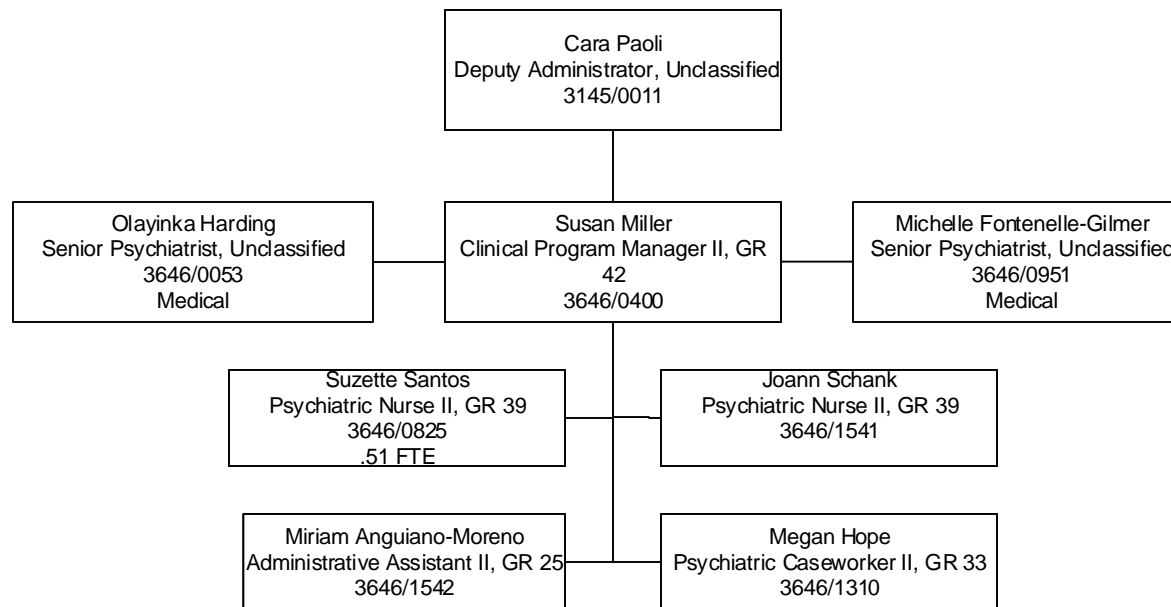 Cara Paoli
Deputy Administrator, Unclassified
3145/0011
Olayinka Harding
Senior Psychiatrist, Unclassified
3646/0053
Medical
Susan Miller
Clinical Program Manager II, GR
42
3646/0400
Michelle Fontenelle-Gilmer
Senior Psychiatrist, Unclassified
3646/0951
Medical
Suzette Santos
Psychiatric Nurse II, GR 39
3646/0825
.51 FTE
Joann Schank
Psychiatric Nurse II, GR 39
3646/1541
Miriam Anguiano-Moreno
Administrative Assistant II, GR 25
3646/1542
Megan Hope
Psychiatric Caseworker II, GR 33
3646/1310